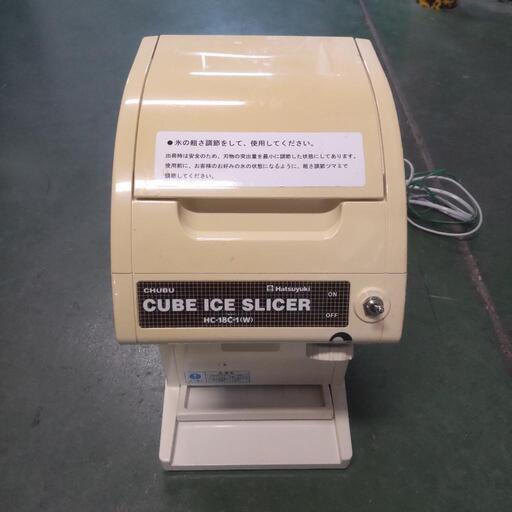 ●氷の粗さ調節をして、使用してください。
出荷時は安全のため、刃物の突出量を最小に調節した状態にしてあります。
使用前に、お客様のお好みの氷の状態になるように、粗さ調節ツマミで
調節してください。
CHUBU Hatsuyuki
CUBE ICE SLICER
HC-18C-1(W)
ON
OFF